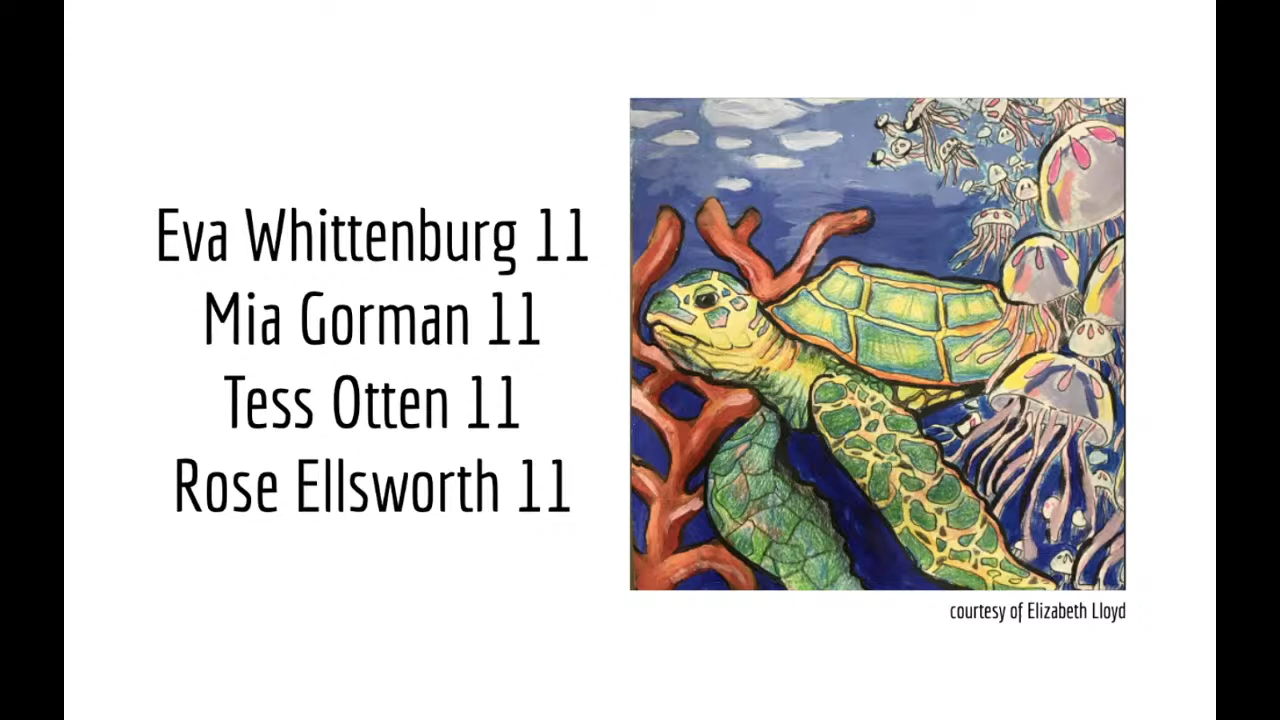 Eva Whittenburg 11
Mia Gorman 11
Tess Otten 11
Rose Ellsworth 11
courtesy of Elizabeth Lloyd